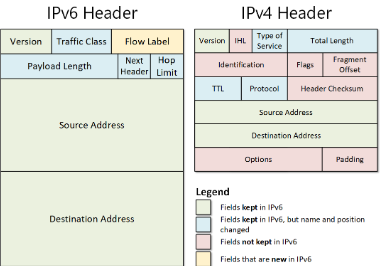 IPv6 Header
Version Traffic Class Flow Label
Payload Length Next Header Hop Limit
Source Address
Destination Address
IPv4 Header
Version IHL Type of Service Total Length
Identification Flags Fragment Offset
TTL Protocol Header Checksum
Source Address
Destination Address
Options Padding
Legend
Fields kept in IPv6
Fields kept in IPv6, but name and position
changed
Fields not kept in IPv6
Fields that are new in IPv6